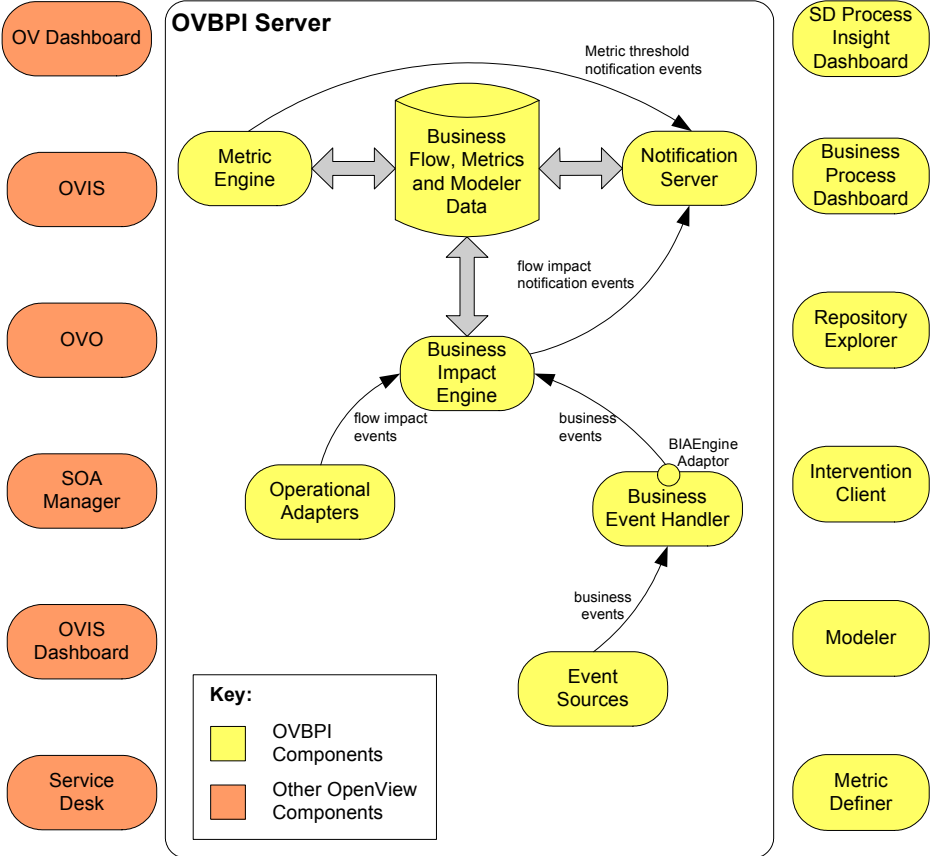 OV Dashboard
OVIS
OVO
SOA
Manager
OVIS
Dashboard
Service
Desk
OVBPI Server
Metric threshold
notification events
Metric
Engine
Business
Flow, Metrics
and Modeler
Data
Notification
Server
flow impact
notification events
Business
Impact
Engine
flow impact
events
business
events
BIAEngine
Adaptor
Operational
Adapters
Business
Event Handler
business
events
Event
Sources
Key:
OVBPI
Components
Other OpenView
Components
SD Process
Insight
Dashboard
Business
Process
Dashboard
Repository
Explorer
Intervention
Client
Modeler
Metric
Definer